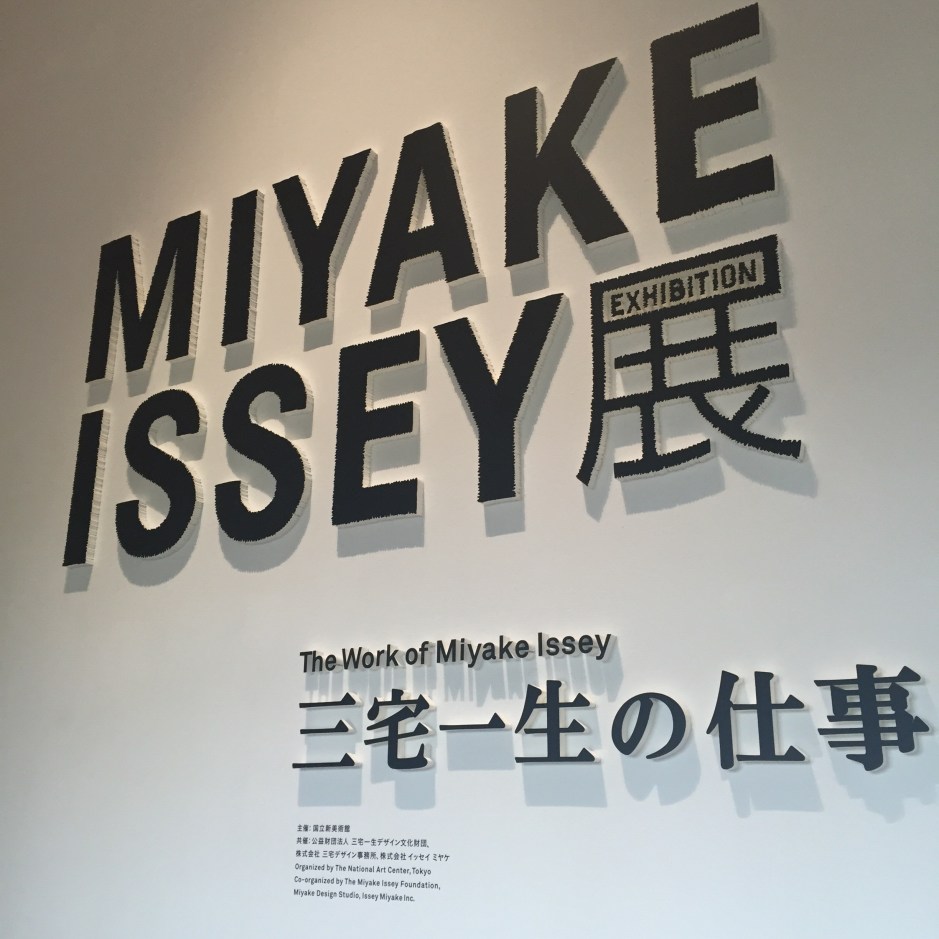 MIYAKE
ISSEY展
EXHIBITION
The Work of Miyake Issey
三宅一生の仕事
主催: 国立新美術館
共催: 公益財団法人 三宅一生デザイン文化財団,
株式会社 三宅デザイン事務所, 株式会社 イッセイ ミヤケ
Organized by The National Art Center, Tokyo
Co-organized by The Miyake Issey Foundation,
Miyake Design Studio, Issey Miyake Inc.